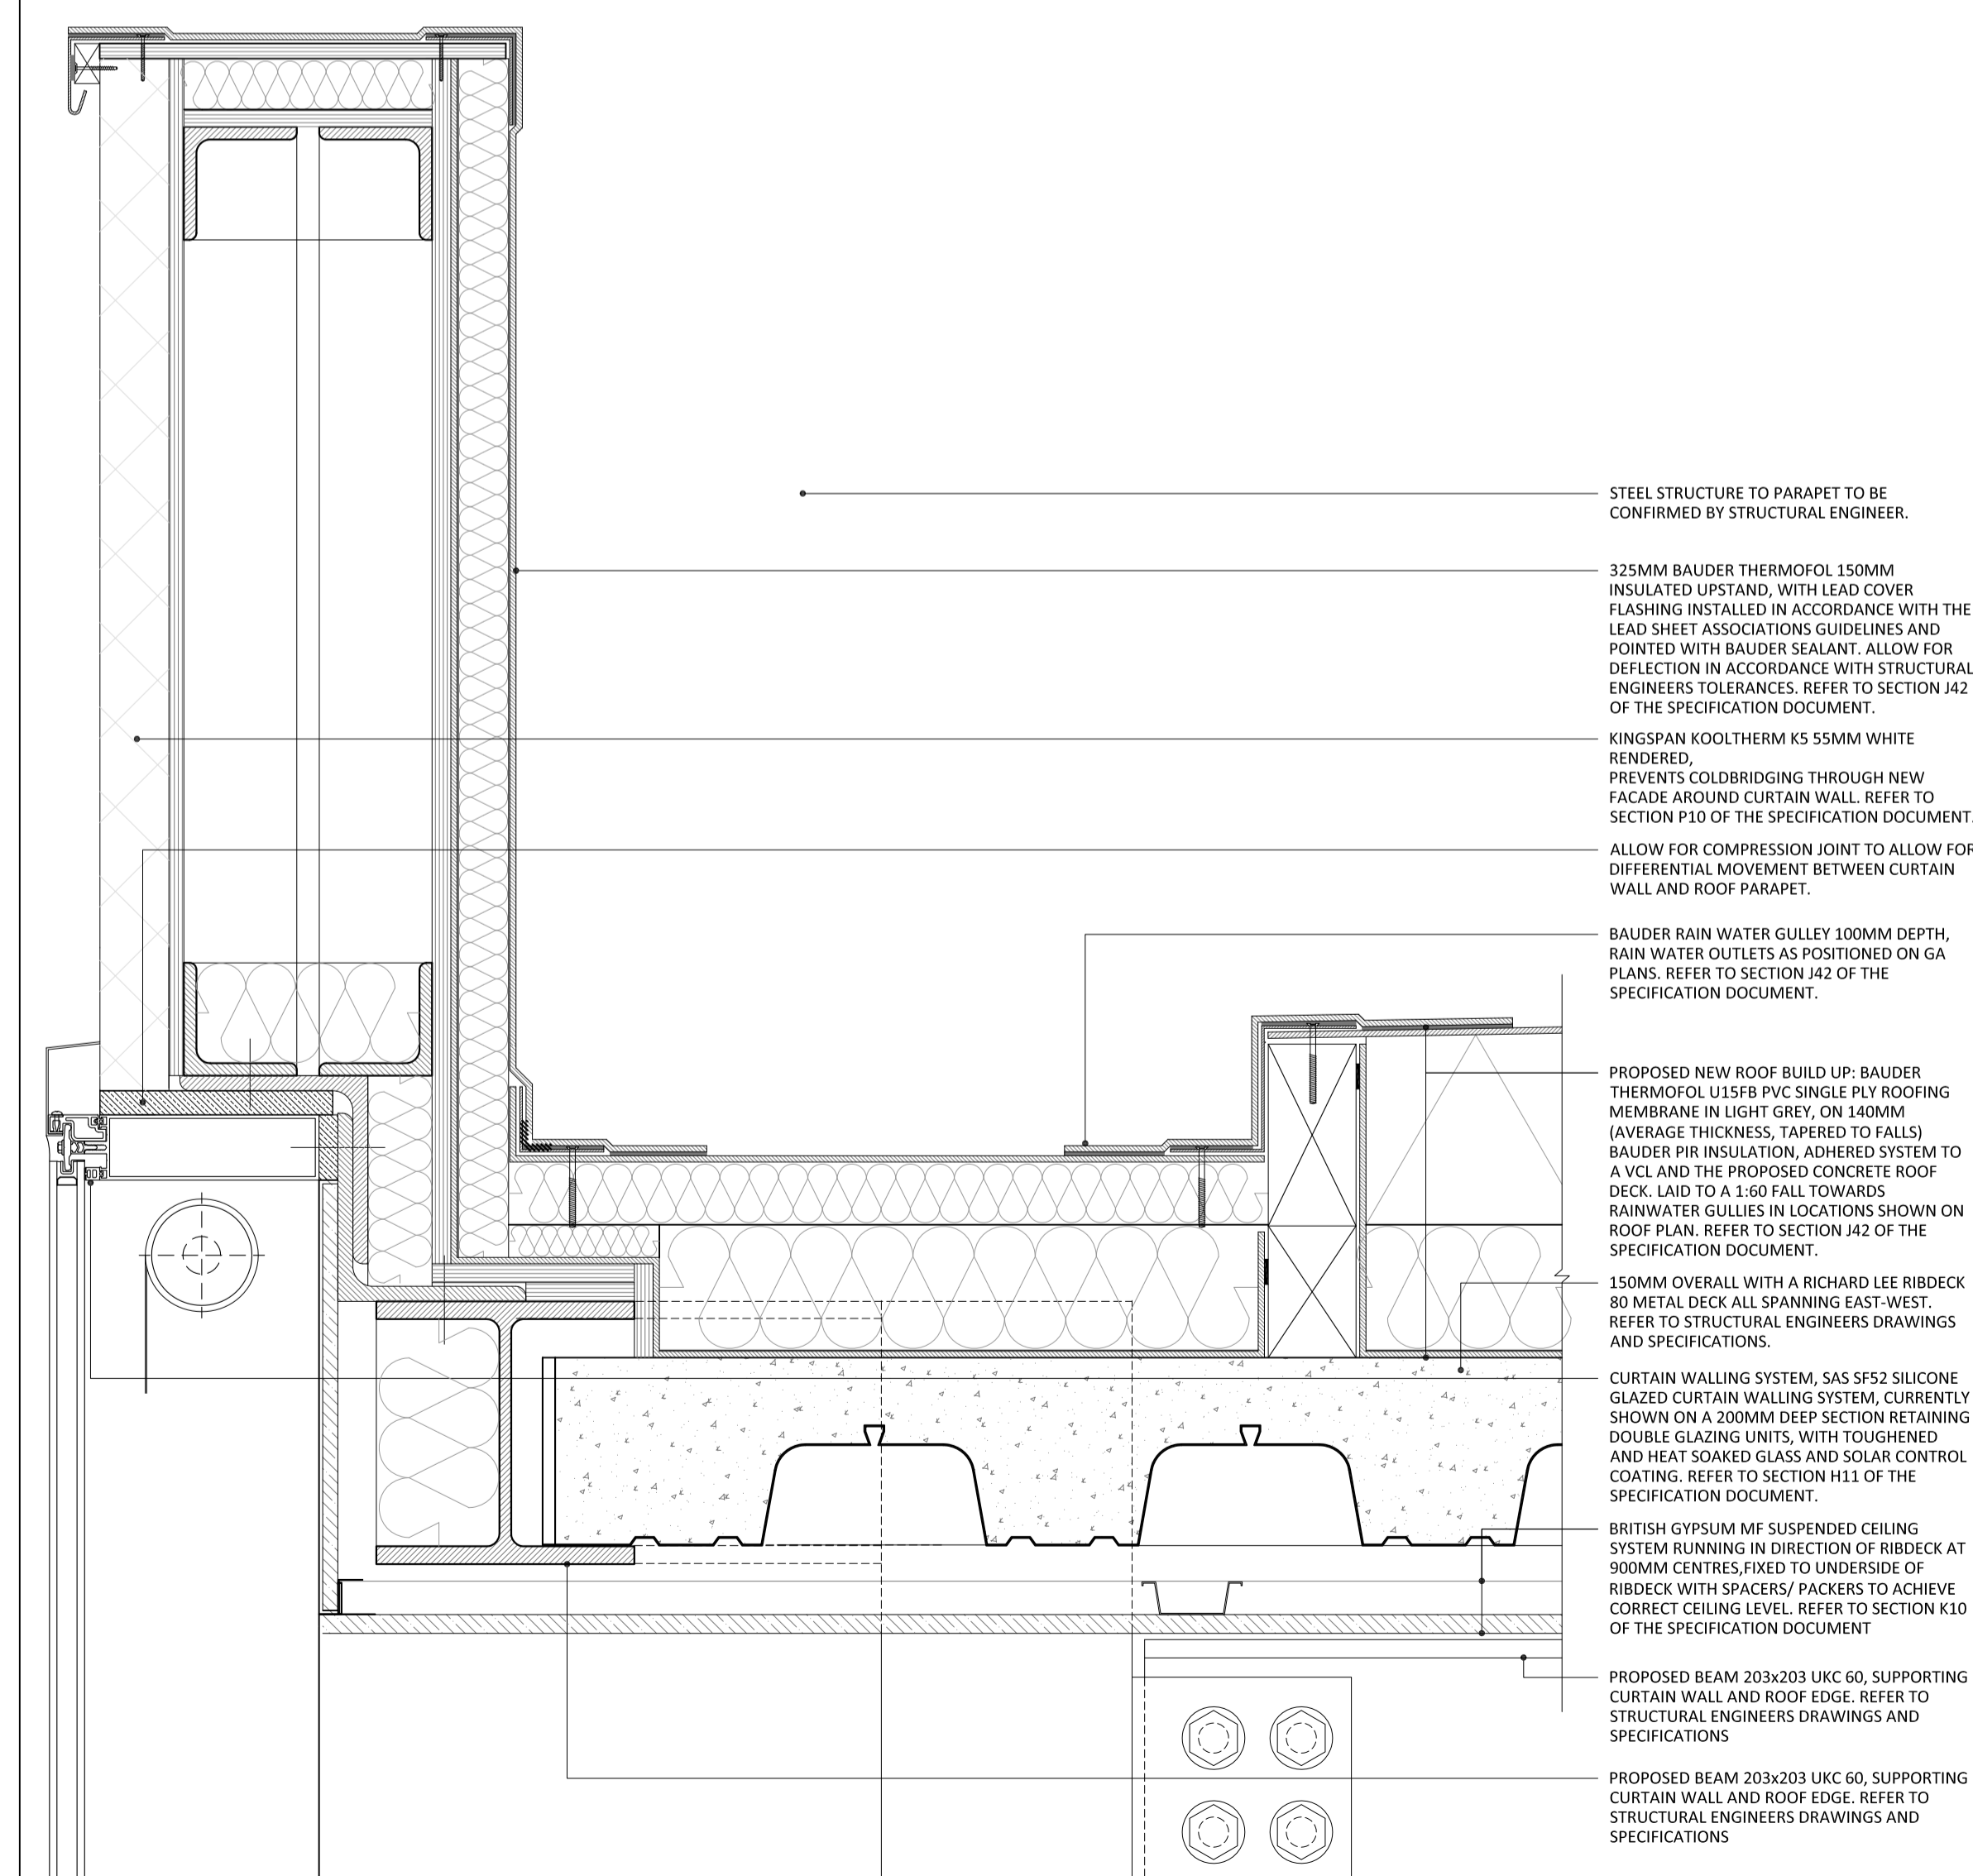 STEEL STRUCTURE TO PARAPET TO BE
CONFIRMED BY STRUCTURAL ENGINEER.
325MM BAUDER THERMOFOL 150MM
INSULATED UPSTAND, WITH LEAD COVER
FLASHING INSTALLED IN ACCORDANCE WITH THE
LEAD SHEET ASSOCIATIONS GUIDELINES AND
POINTED WITH BAUDER SEALANT. ALLOW FOR
DEFLECTION IN ACCORDANCE WITH STRUCTURAL
ENGINEERS TOLERANCES. REFER TO SECTION J42
OF THE SPECIFICATION DOCUMENT.
KINGSPAN KOOLTHERM K5 55MM WHITE
RENDERED,
PREVENTS COLDBRIDGING THROUGH NEW
FACADE AROUND CURTAIN WALL. REFER TO
SECTION P10 OF THE SPECIFICATION DOCUMENT.
ALLOW FOR COMPRESSION JOINT TO ALLOW FOR
DIFFERENTIAL MOVEMENT BETWEEN CURTAIN
WALL AND ROOF PARAPET.
BAUDER RAIN WATER GULLEY 100MM DEPTH,
RAIN WATER OUTLETS AS POSITIONED ON GA
PLANS. REFER TO SECTION J42 OF THE
SPECIFICATION DOCUMENT.
PROPOSED NEW ROOF BUILD UP: BAUDER
THERMOFOL U15FB PVC SINGLE PLY ROOFING
MEMBRANE IN LIGHT GREY, ON 140MM
(AVERAGE THICKNESS, TAPERED TO FALLS)
BAUDER PIR INSULATION, ADHERED SYSTEM TO
A VCL AND THE PROPOSED CONCRETE ROOF
DECK. LAID TO A 1:60 FALL TOWARDS
RAINWATER GULLIES IN LOCATIONS SHOWN ON
ROOF PLAN. REFER TO SECTION J42 OF THE
SPECIFICATION DOCUMENT.
150MM OVERALL WITH A RICHARD LEE RIBDECK
80 METAL DECK ALL SPANNING EAST-WEST.
REFER TO STRUCTURAL ENGINEERS DRAWINGS
AND SPECIFICATIONS.
CURTAIN WALLING SYSTEM, SAS SF52 SILICONE
GLAZED CURTAIN WALLING SYSTEM, CURRENTLY
SHOWN ON A 200MM DEEP SECTION RETAINING
DOUBLE GLAZING UNITS, WITH TOUGHENED
AND HEAT SOAKED GLASS AND SOLAR CONTROL
COATING. REFER TO SECTION H11 OF THE
SPECIFICATION DOCUMENT.
BRITISH GYPSUM MF SUSPENDED CEILING
SYSTEM RUNNING IN DIRECTION OF RIBDECK AT
900MM CENTRES,FIXED TO UNDERSIDE OF
RIBDECK WITH SPACERS/ PACKERS TO ACHIEVE
CORRECT CEILING LEVEL. REFER TO SECTION K10
OF THE SPECIFICATION DOCUMENT
PROPOSED BEAM 203x203 UKC 60, SUPPORTING
CURTAIN WALL AND ROOF EDGE. REFER TO
STRUCTURAL ENGINEERS DRAWINGS AND
SPECIFICATIONS
PROPOSED BEAM 203x203 UKC 60, SUPPORTING
CURTAIN WALL AND ROOF EDGE. REFER TO
STRUCTURAL ENGINEERS DRAWINGS AND
SPECIFICATIONS